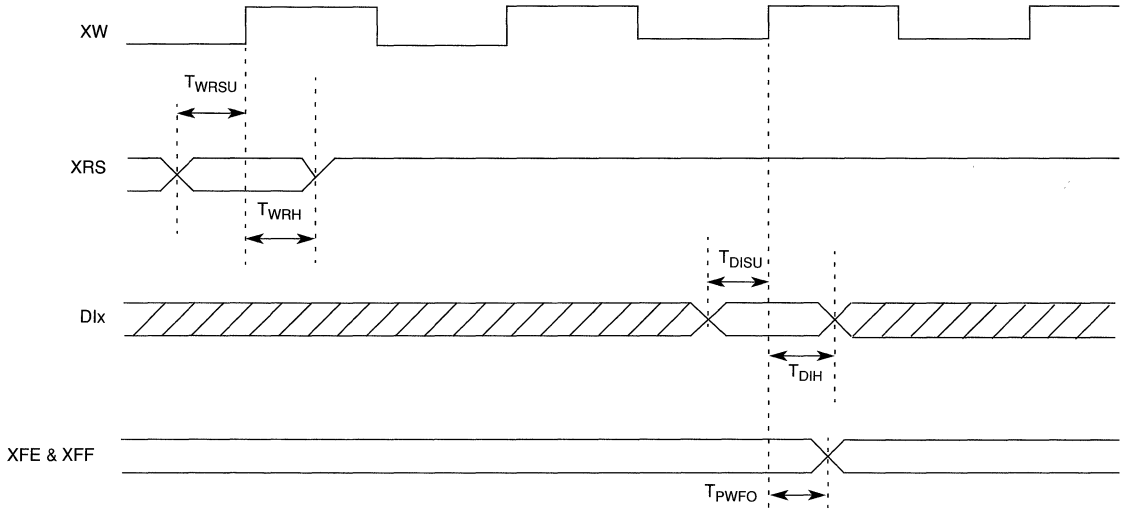 XW
TWRSU
XRS
TWRH
TDISU
DIx
TDIH
XFE & XFF
TPWFO